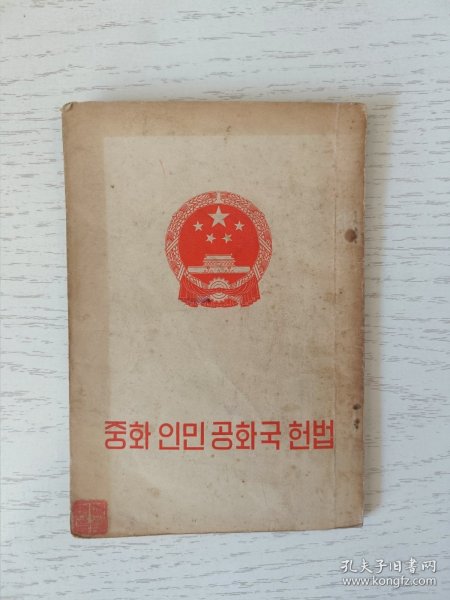 중화 인민 공화국 헌법
孔夫子旧书网
www.kongfz.com